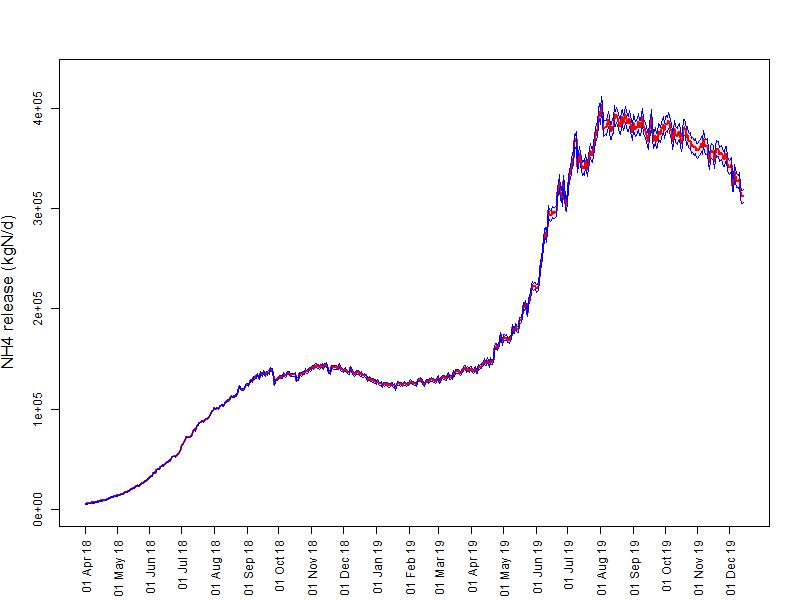 NH4 release (kgN/d)
4e+05
3e+05
2e+05
1e+05
0e+00
01 Apr 18
01 May 18
01 Jun 18
01 Jul 18
01 Aug 18
01 Sep 18
01 Oct 18
01 Nov 18
01 Dec 18
01 Jan 19
01 Feb 19
01 Mar 19
01 Apr 19
01 May 19
01 Jun 19
01 Jul 19
01 Aug 19
01 Sep 19
01 Oct 19
01 Nov 19
01 Dec 19